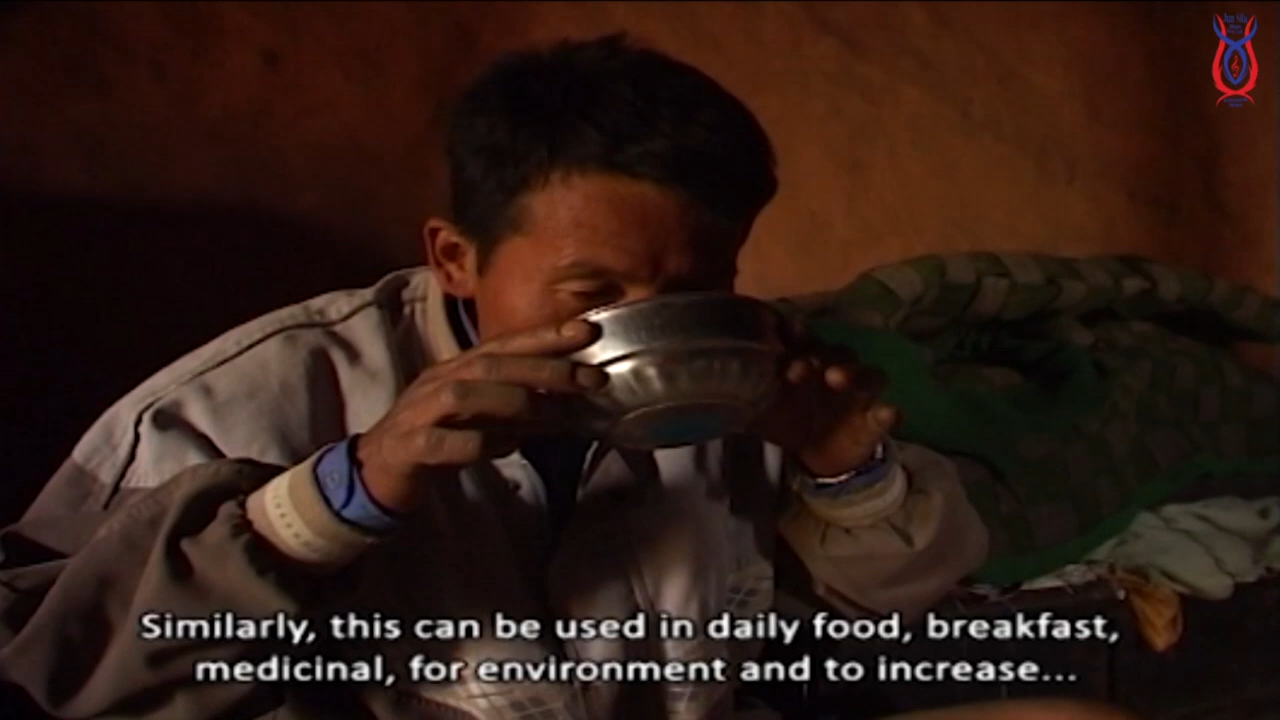 Similarly, this can be used in daily food, breakfast,
medicinal, for environment and to increase...